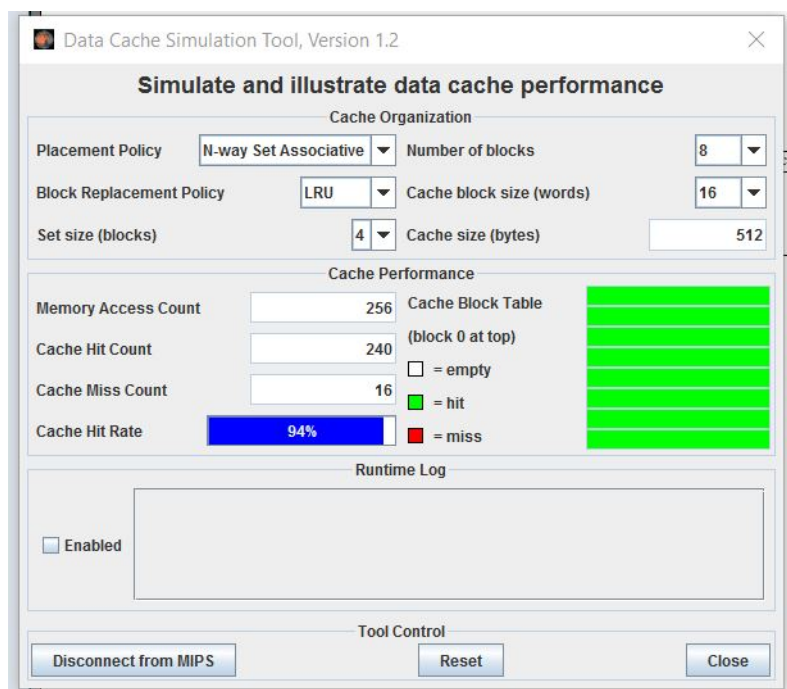 Data Cache Simulation Tool, Version 1.2
Simulate and illustrate data cache performance
Cache Organization
Placement Policy N-way Set Associative Number of blocks 8
Block Replacement Policy LRU Cache block size (words) 16
Set size (blocks) 4 Cache size (bytes) 512
Cache Performance
Memory Access Count 256 Cache Block Table
(block 0 at top)
Cache Hit Count 240
= empty
Cache Miss Count 16
= hit
Cache Hit Rate 94%
= miss
Runtime Log
Enabled
Tool Control
Disconnect from MIPS Reset Close